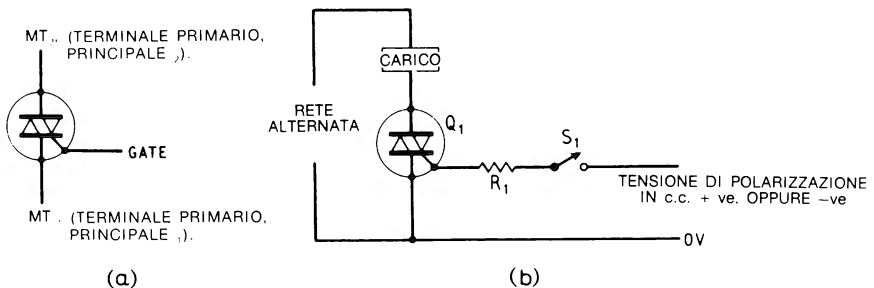 MT (TERMINALE PRIMARIO,
PRINCIPALE ).
GATE
MT . (TERMINALE PRIMARIO,
PRINCIPALE ).
(a)
CARICO
RETE
ALTERNATA
Q1
S1
R1
TENSIONE DI POLARIZZAZIONE
IN c.c. + ve. OPPURE –ve
0V
(b)